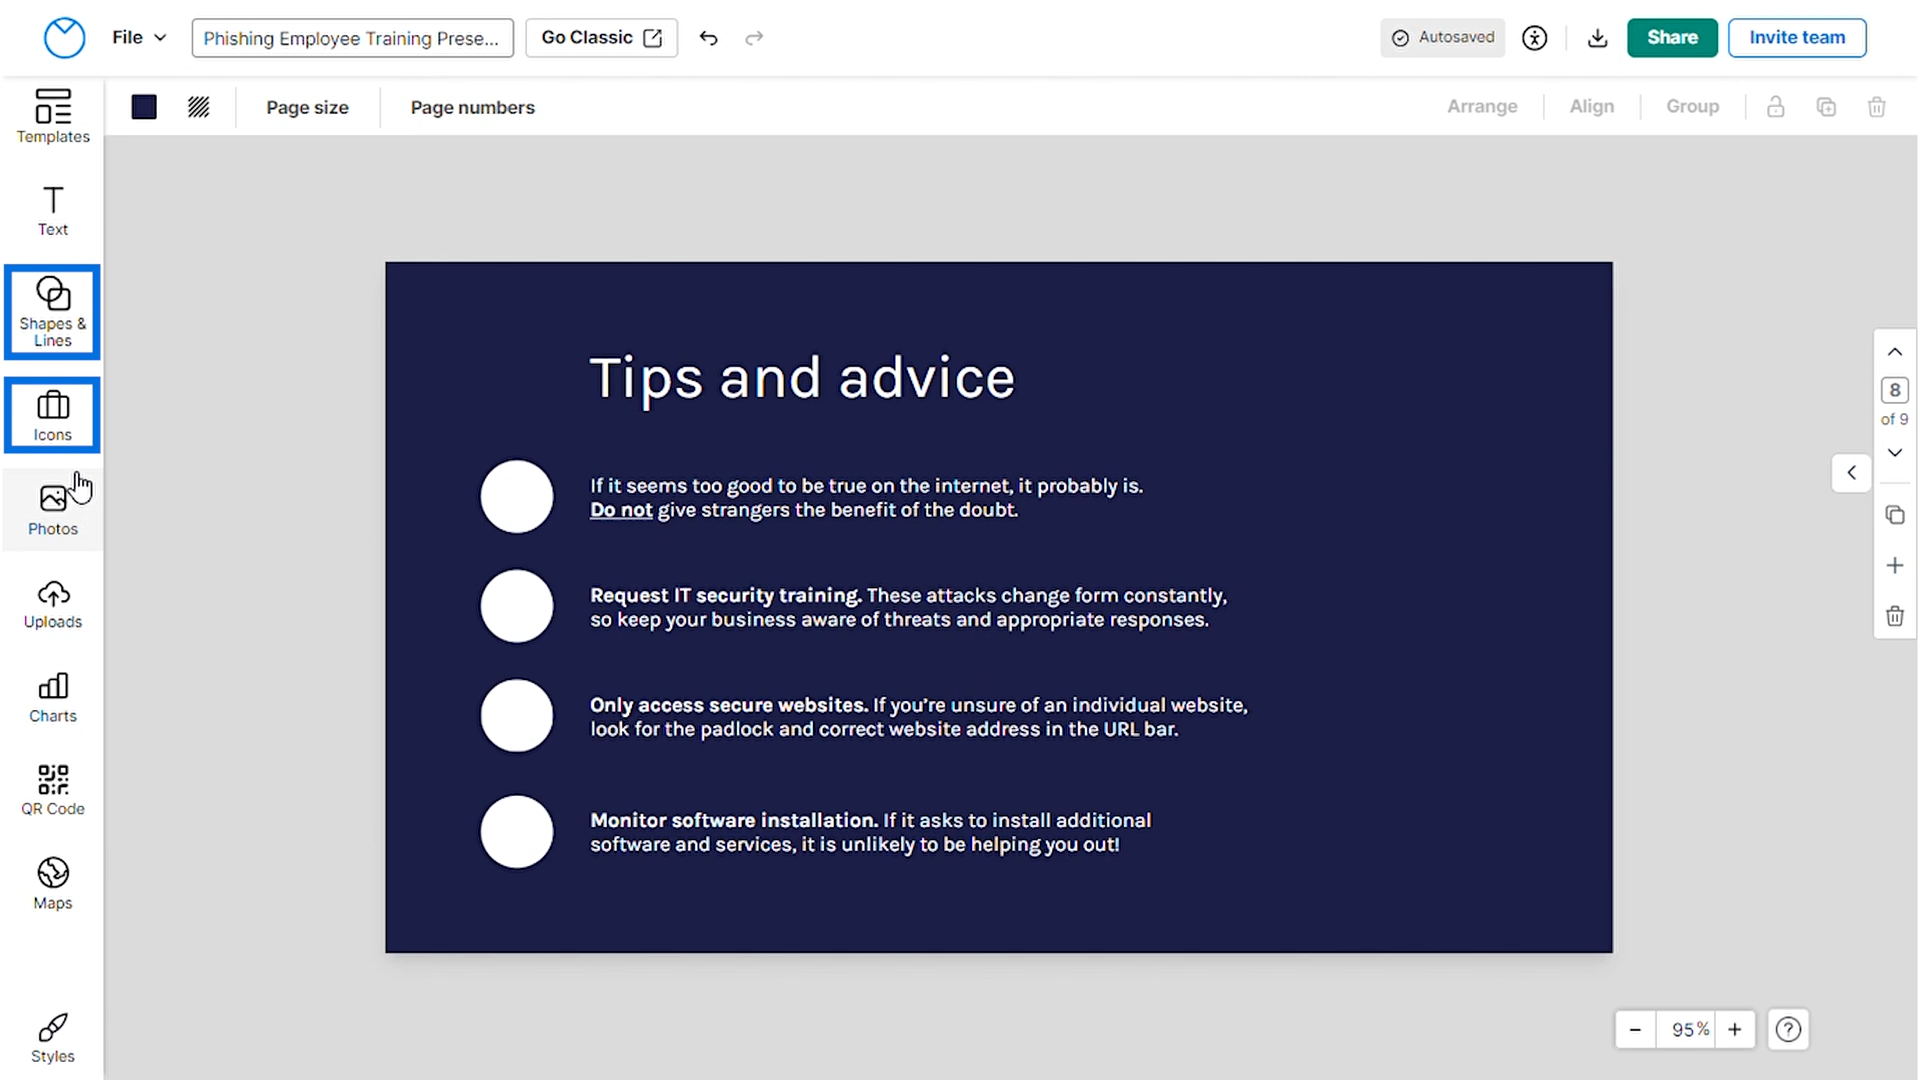 File
Phishing Employee Training Prese...
Go Classic
Autosaved
Share
Invite team
Page size
Page numbers
Arrange
Align
Group
Templates
T
Text
Shapes &
Lines
Icons
Photos
Uploads
Charts
QR Code
Maps
Styles
Tips and advice
If it seems too good to be true on the internet, it probably is.
Do not give strangers the benefit of the doubt.
Request IT security training. These attacks change form constantly,
so keep your business aware of threats and appropriate responses.
Only access secure websites. If you're unsure of an individual website,
look for the padlock and correct website address in the URL bar.
Monitor software installation. If it asks to install additional
software and services, it is unlikely to be helping you out!
8
of 9
− 95% +
?